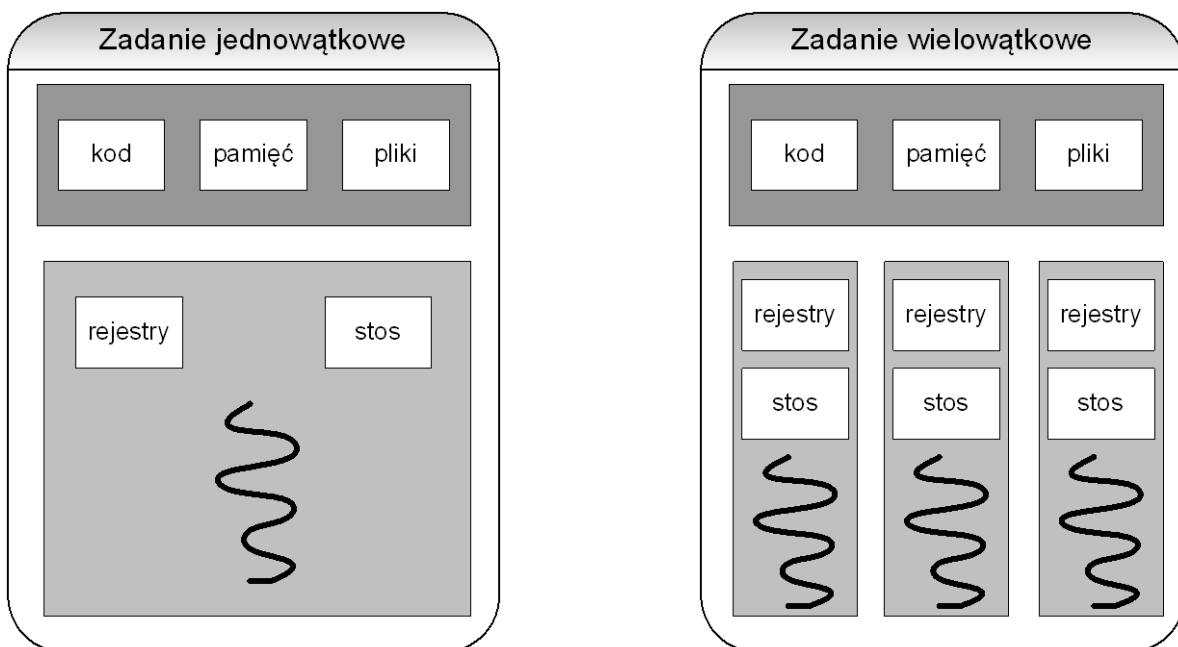 Zadanie jednowątkowe
kod pamięć pliki
rejestry stos
Zadanie wielowątkowe
kod pamięć pliki
rejestry rejestry rejestry
stos stos stos